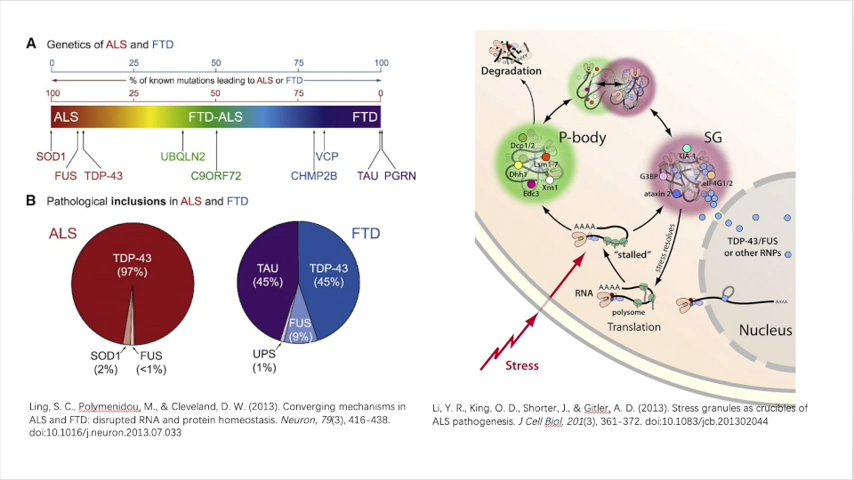 A Genetics of ALS and FTD
0 25 50 75 100
% of known mutations leading to ALS or FTD
100 25 50 75 0
ALS FTD-ALS FTD
SOD1 UBQLN2 VCP
FUS TDP-43 C9ORF72 CHMP2B TAU PGRN
B Pathological inclusions in ALS and FTD
ALS FTD
TDP-43
(97%)
SOD1
(2%)
FUS
(<1%)
TAU
(45%)
TDP-43
(45%)
FUS
(9%)
UPS
(1%)
Ling, S. C., Polymenidou, M., & Cleveland, D. W. (2013). Converging mechanisms in
ALS and FTD: disrupted RNA and protein homeostasis. Neuron, 79(3), 416-438.
doi:10.1016/j.neuron.2013.07.033
Degradation
P-body
Dcp1/2
Lsm1-7
Dhh1
Xrn1
Edc3
SG
TIA-1
G3BP
eIF4G1/2
ataxin 2
AAAA
"stalled"
stress resolves
TDP-43/FUS
or other RNPs
RNA
AAAA
polysome
Translation
AAAA
Nucleus
Stress
Li, Y. R., King, O. D., Shorter, J., & Gitler, A. D. (2013). Stress granules as crucibles of
ALS pathogenesis. J Cell Biol, 201(3), 361-372. doi:10.1083/jcb.201302044